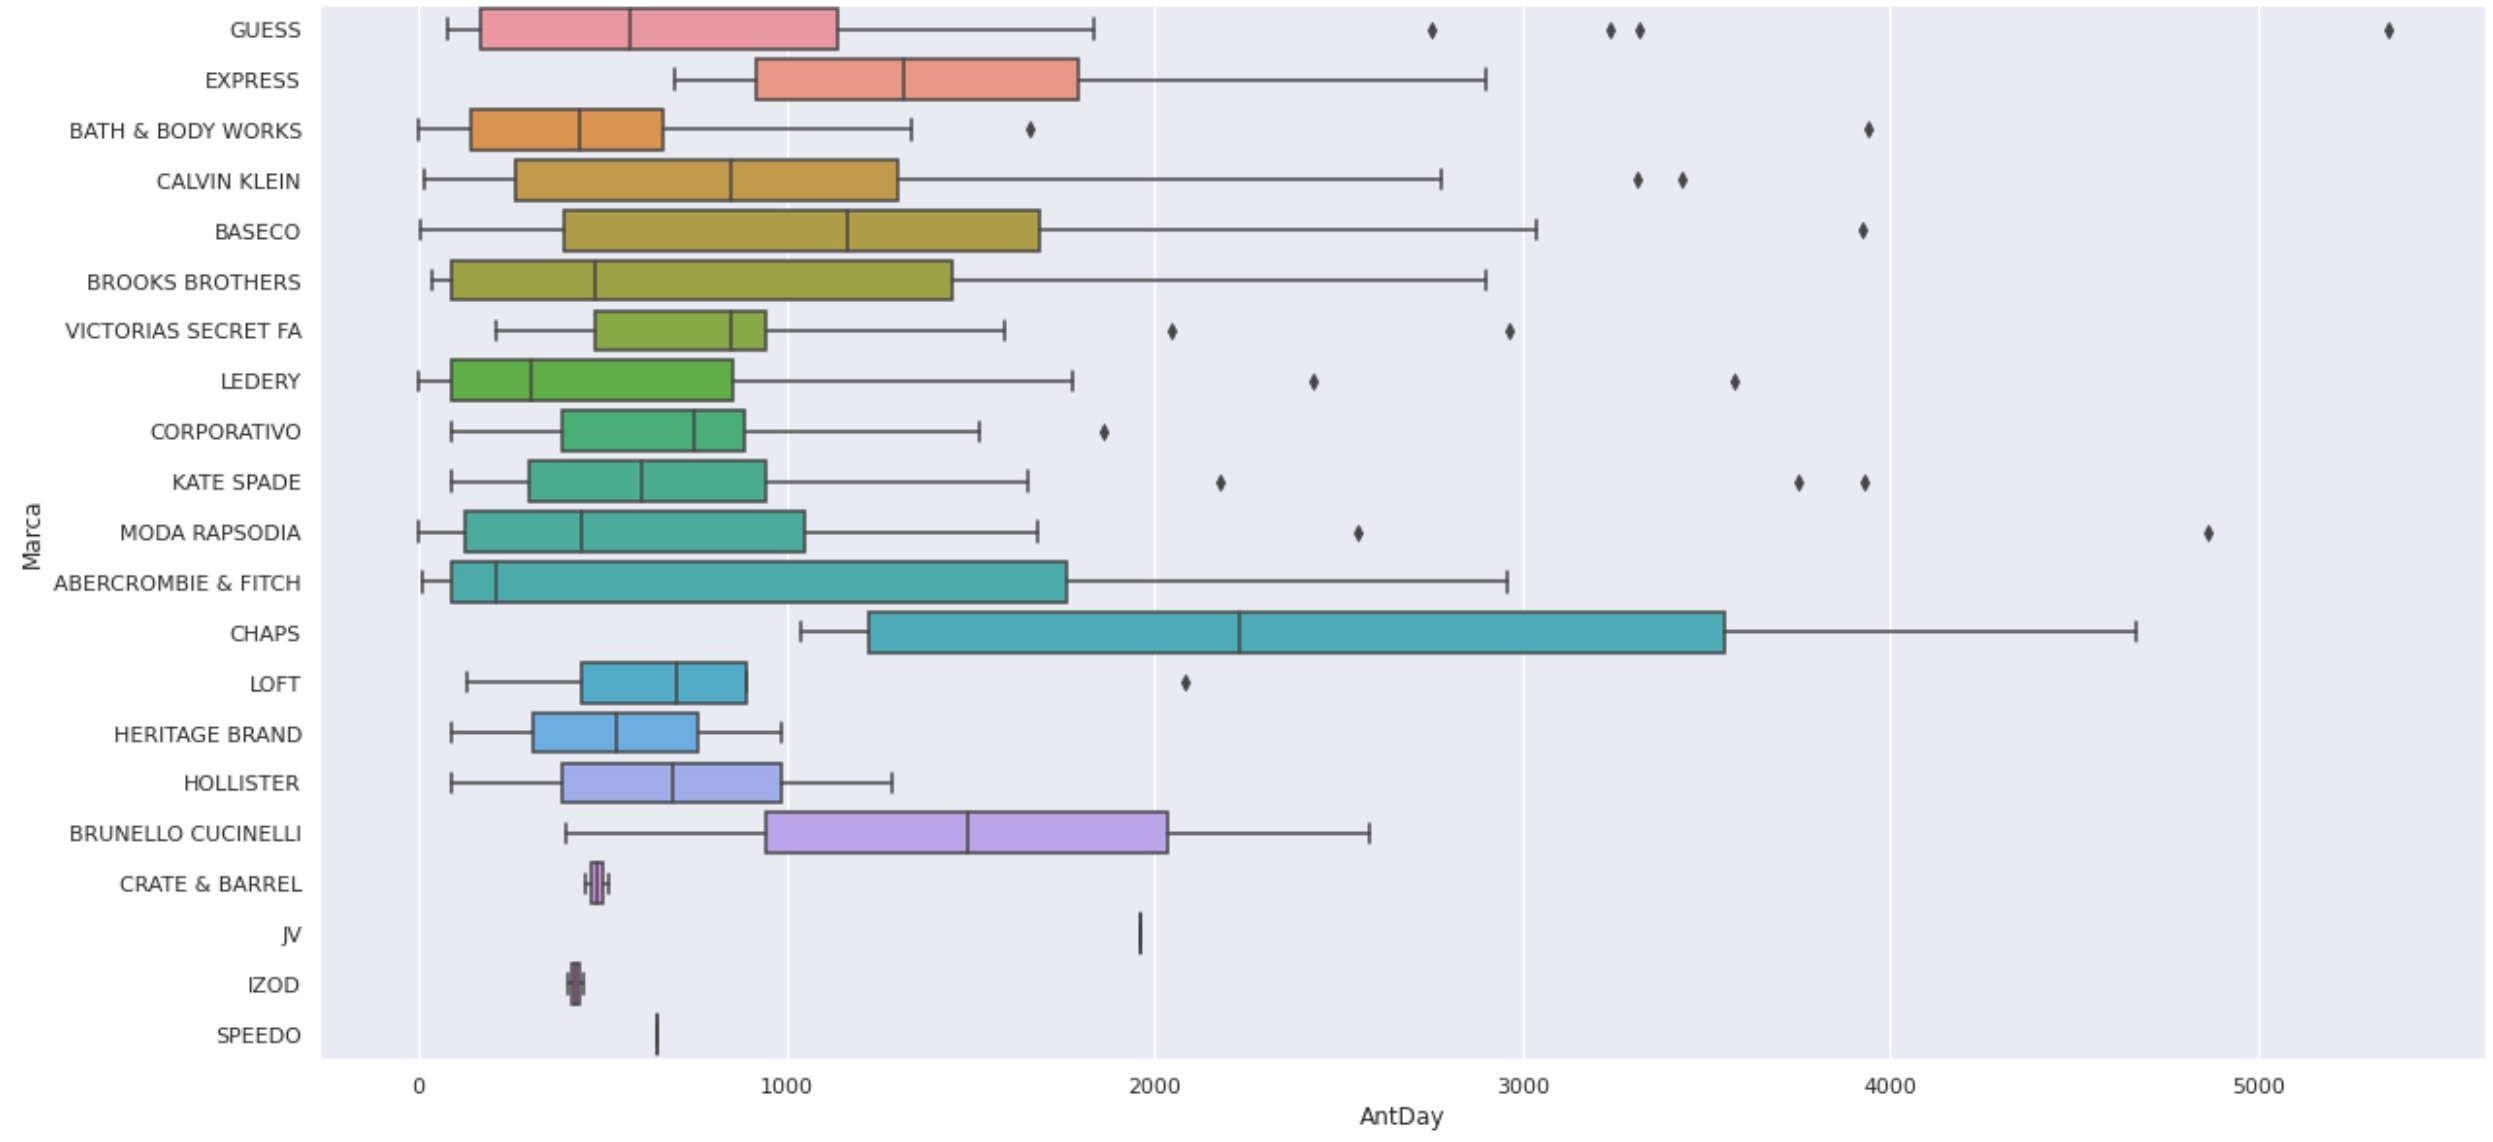 GUESS
EXPRESS
BATH & BODY WORKS
CALVIN KLEIN
BASECO
BROOKS BROTHERS
VICTORIAS SECRET FA
LEDERY
CORPORATIVO
KATE SPADE
MODA RAPSODIA
ABERCROMBIE & FITCH
CHAPS
LOFT
HERITAGE BRAND
HOLLISTER
BRUNELLO CUCINELLI
CRATE & BARREL
JV
IZOD
SPEEDO
Marca
0 1000 2000 3000 4000 5000
AntDay